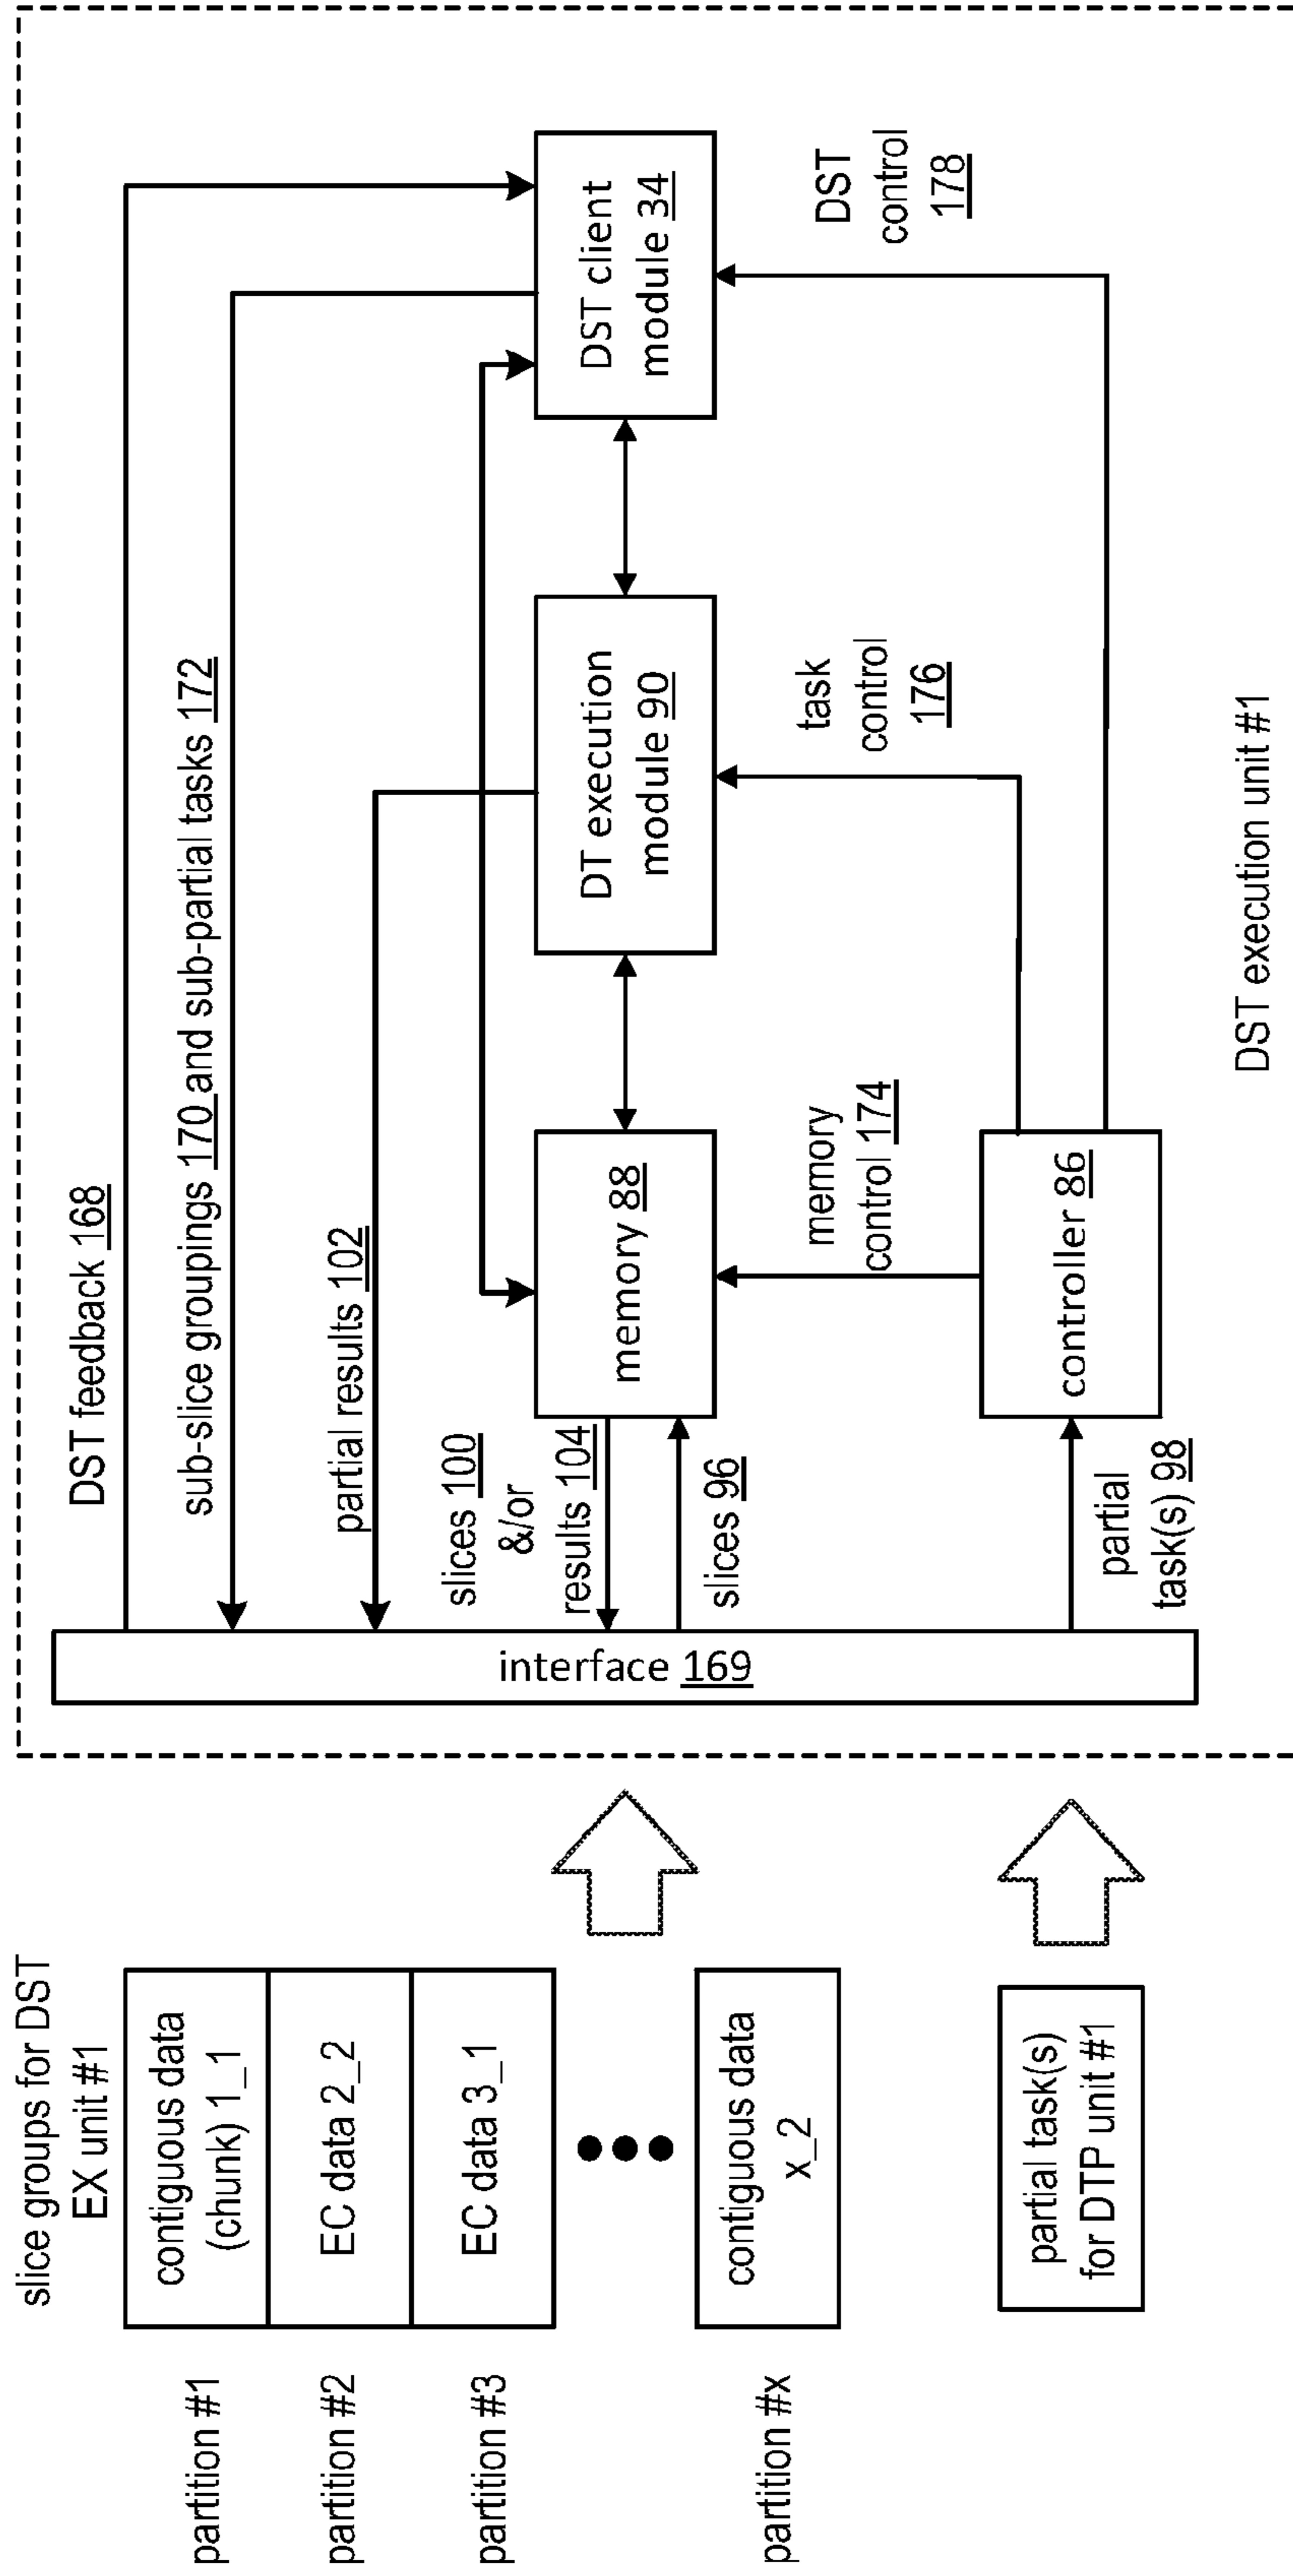 slice groups for DST
EX unit #1
partition #1
contiguous data
(chunk) 1_1
partition #2
EC data 2_2
partition #3
EC data 3_1
partition #x
contiguous data
x_2
partial task(s)
for DTP unit #1
interface 169
DST feedback 168
sub-slice groupings 170 and sub-partial tasks 172
partial results 102
slices 100
&/or
results 104
slices 96
partial
task(s) 98
memory 88
DT execution
module 90
DST client
module 34
memory
control 174
task
control
176
DST
control
178
controller 86
DST execution unit #1